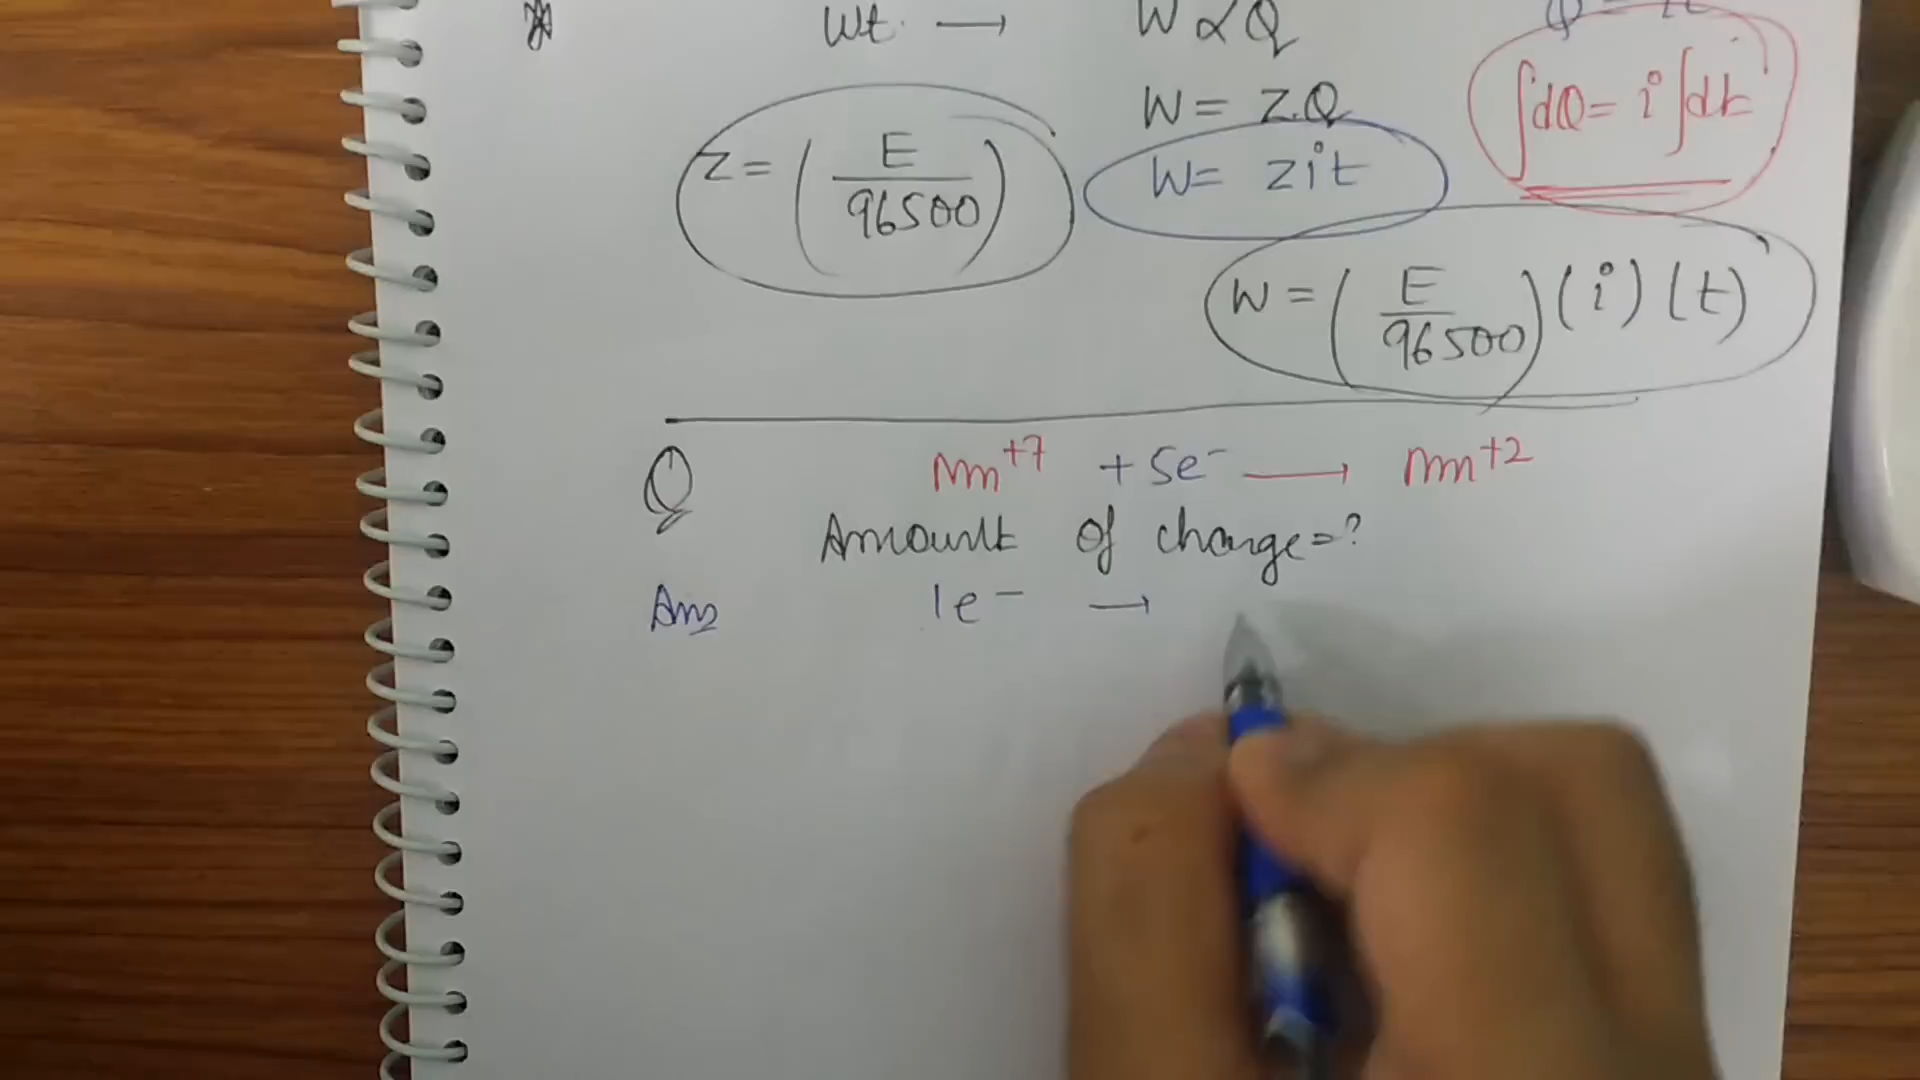 Wt. → W ∝ Q
W = Z.Q
∫dQ = i ∫dt
Z = (E/96500)
W = Zit
W = (E/96500) (i) (t)
Q Mn+7 + 5e- → Mn+2
Amount of charge = ?
Ans 1e- →